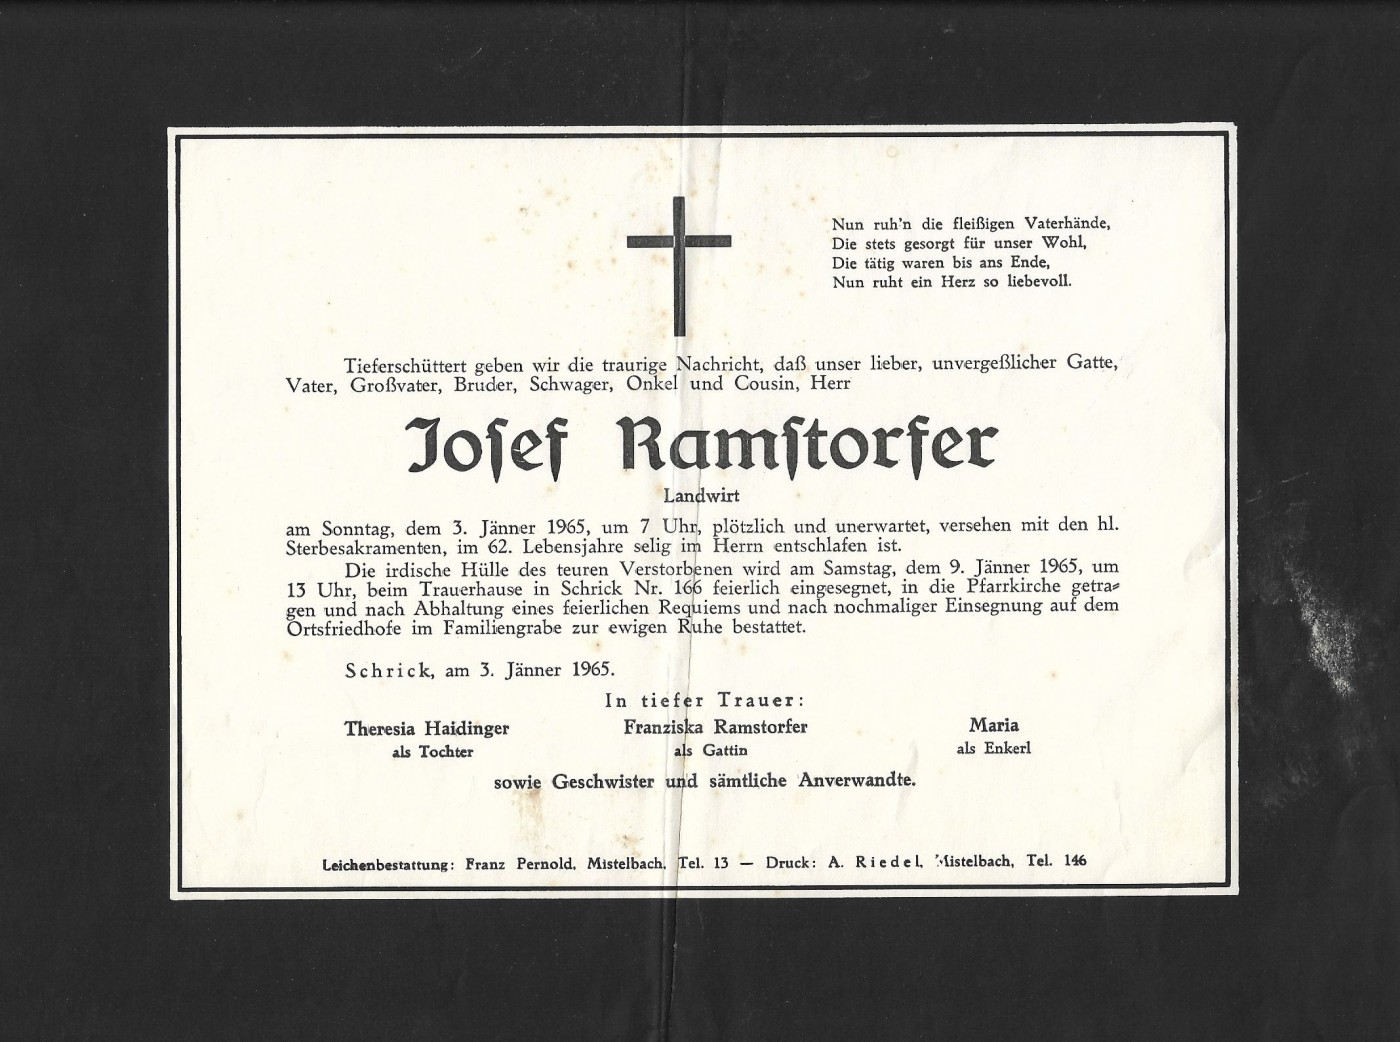 Nun ruh'n die fleißigen Vaterhände,
Die stets gesorgt für unser Wohl,
Die tätig waren bis ans Ende,
Nun ruht ein Herz so liebevoll.
Tieferschüttert geben wir die traurige Nachricht, daß unser lieber, unvergeßlicher Gatte,
Vater, Großvater, Bruder, Schwager, Onkel und Cousin, Herr
Joſef Ramſtorfer
Landwirt
am Sonntag, dem 3. Jänner 1965, um 7 Uhr, plötzlich und unerwartet, versehen mit den hl.
Sterbesakramenten, im 62. Lebensjahre selig im Herrn entschlafen ist.
Die irdische Hülle des teuren Verstorbenen wird am Samstag, dem 9. Jänner 1965, um
13 Uhr, beim Trauerhause in Schrick Nr. 166 feierlich eingesegnet, in die Pfarrkirche getra-
gen und nach Abhaltung eines feierlichen Requiems und nach nochmaliger Einsegnung auf dem
Ortsfriedhofe im Familiengrabe zur ewigen Ruhe bestattet.
Schrick, am 3. Jänner 1965.
In tiefer Trauer:
Theresia Haidinger Franziska Ramstorfer Maria
als Tochter als Gattin als Enkerl
sowie Geschwister und sämtliche Anverwandte.
Leichenbestattung: Franz Pernold, Mistelbach, Tel. 13 — Druck: A. Riedel, Mistelbach, Tel. 146